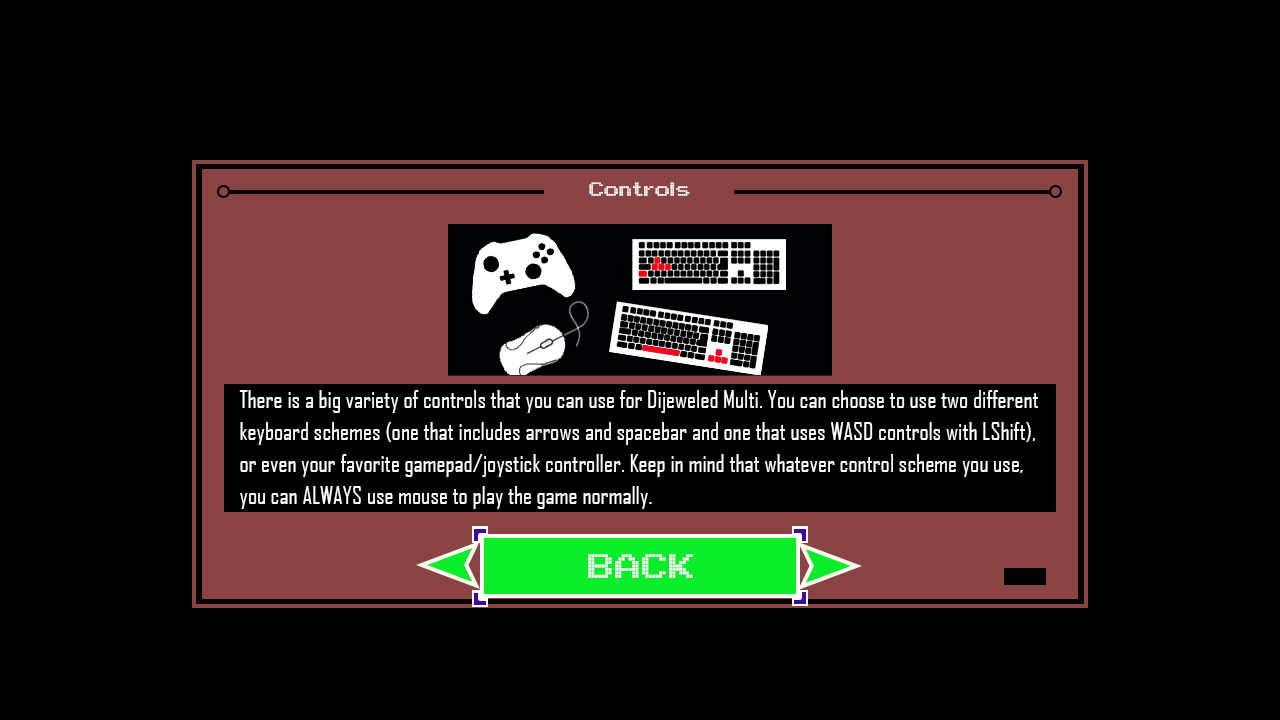 Controls
There is a big variety of controls that you can use for Dijeweled Multi. You can choose to use two different
keyboard schemes (one that includes arrows and spacebar and one that uses WASD controls with LShift),
or even your favorite gamepad/joystick controller. Keep in mind that whatever control scheme you use,
you can ALWAYS use mouse to play the game normally.
BACK